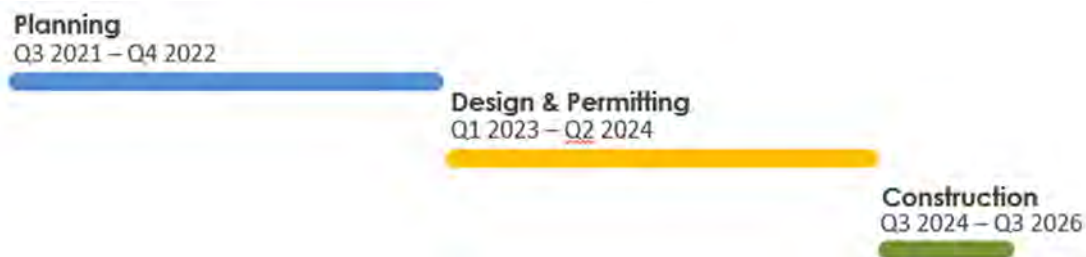 Planning
Q3 2021 – Q4 2022
Design & Permitting
Q1 2023 – Q2 2024
Construction
Q3 2024 – Q3 2026